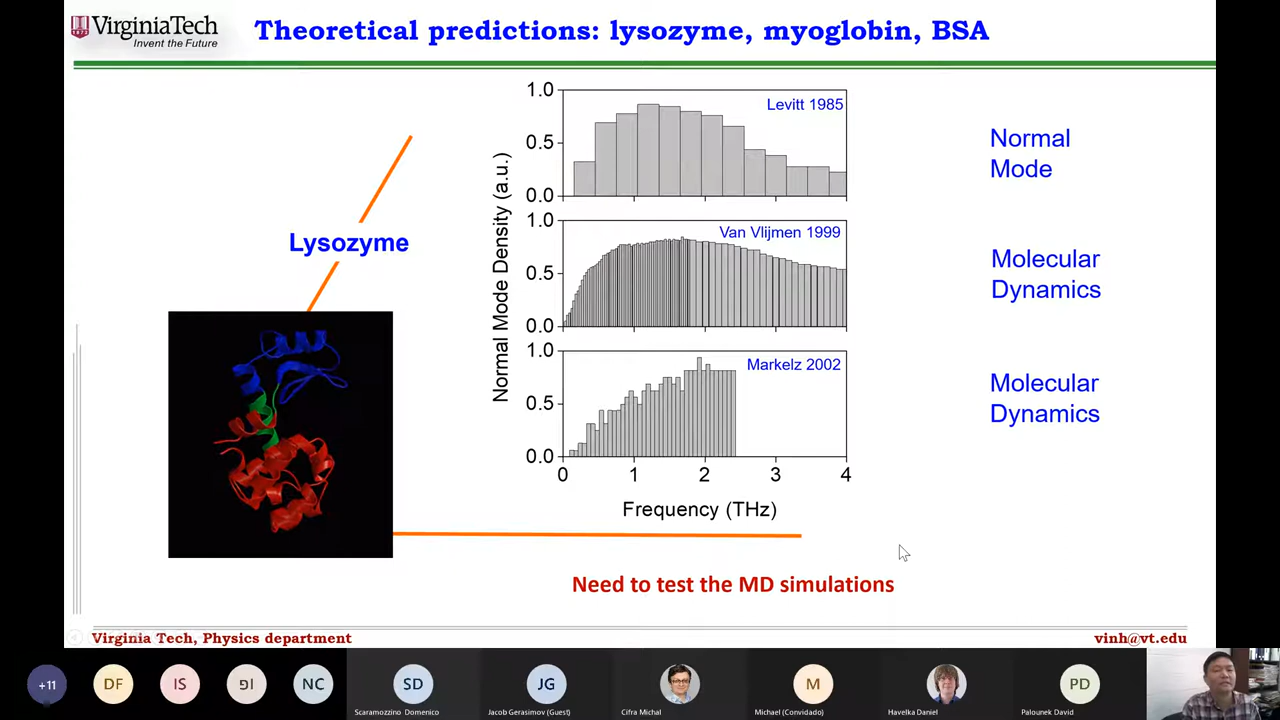 VirginiaTech
Invent the Future
Theoretical predictions: lysozyme, myoglobin, BSA
Lysozyme
Normal Mode Density (a.u.)
1.0
0.5
0.0
Levitt 1985
Normal
Mode
1.0
0.5
0.0
Van Vlijmen 1999
Molecular
Dynamics
1.0
0.5
0.0
Markelz 2002
Molecular
Dynamics
0 1 2 3 4
Frequency (THz)
Need to test the MD simulations
Virginia Tech, Physics department
vinh@vt.edu
+11
DF
IS
פו
NC
SD
Scaramozzino Domenico
JG
Jacob Gerasimov (Guest)
Cifra Michal
M
Michael (Convidado)
Havelka Daniel
PD
Palounek David